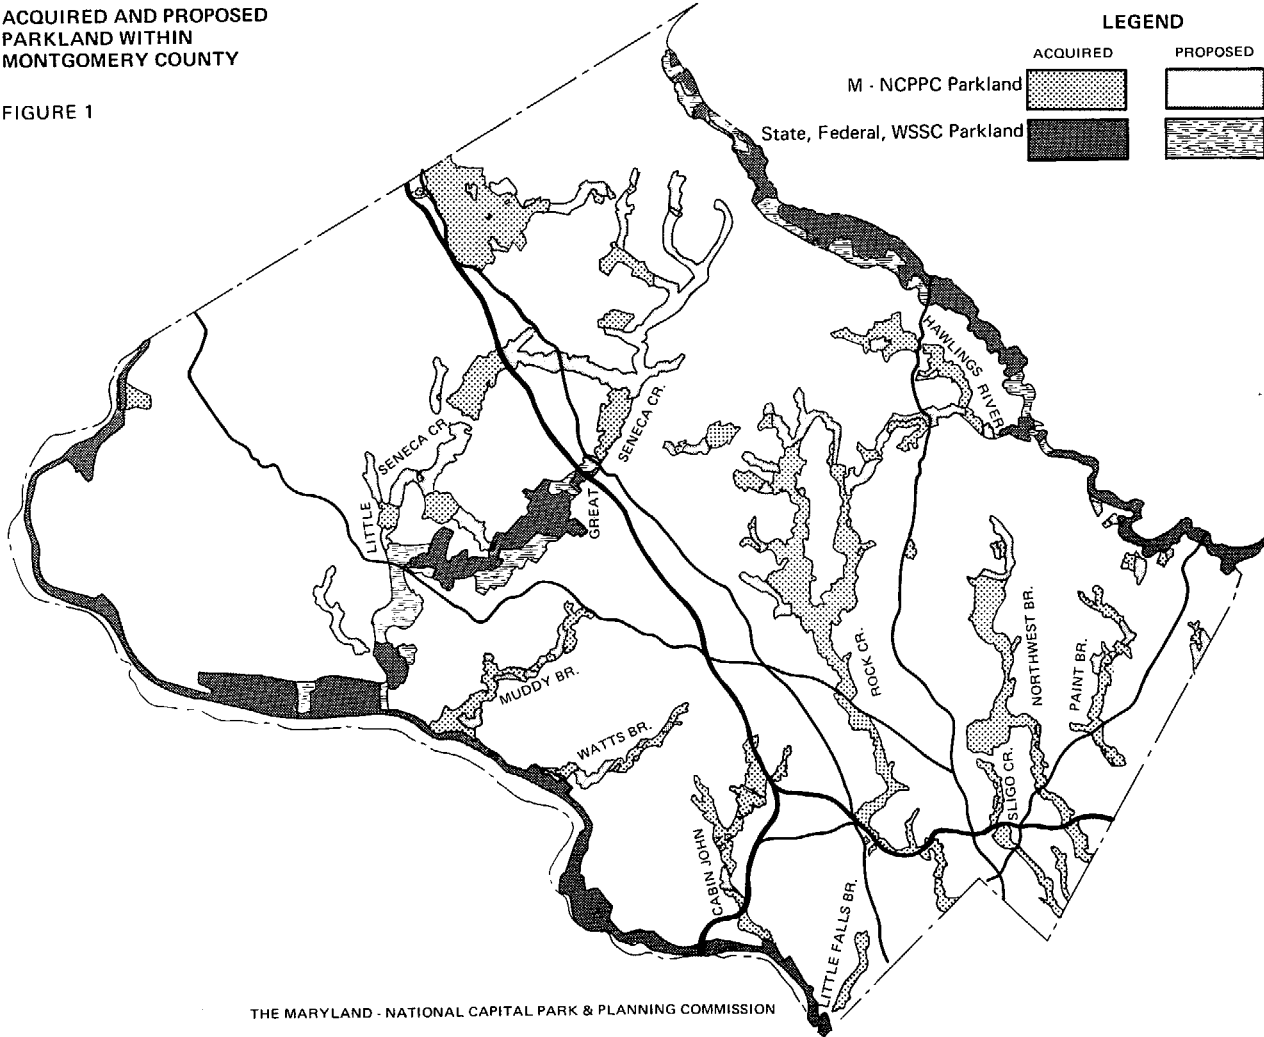 ACQUIRED AND PROPOSED
PARKLAND WITHIN
MONTGOMERY COUNTY
FIGURE 1
LEGEND
ACQUIRED
PROPOSED
M - NCPPC Parkland
State, Federal, WSSC Parkland
HAWLINGS RIVER
SENECA CR.
GREAT
SENECA CR.
LITTLE
MUDDY BR.
WATTS BR.
ROCK CR.
NORTHWEST BR.
PAINT BR.
SLIGO CR.
CABIN JOHN
LITTLE FALLS BR.
THE MARYLAND - NATIONAL CAPITAL PARK & PLANNING COMMISSION